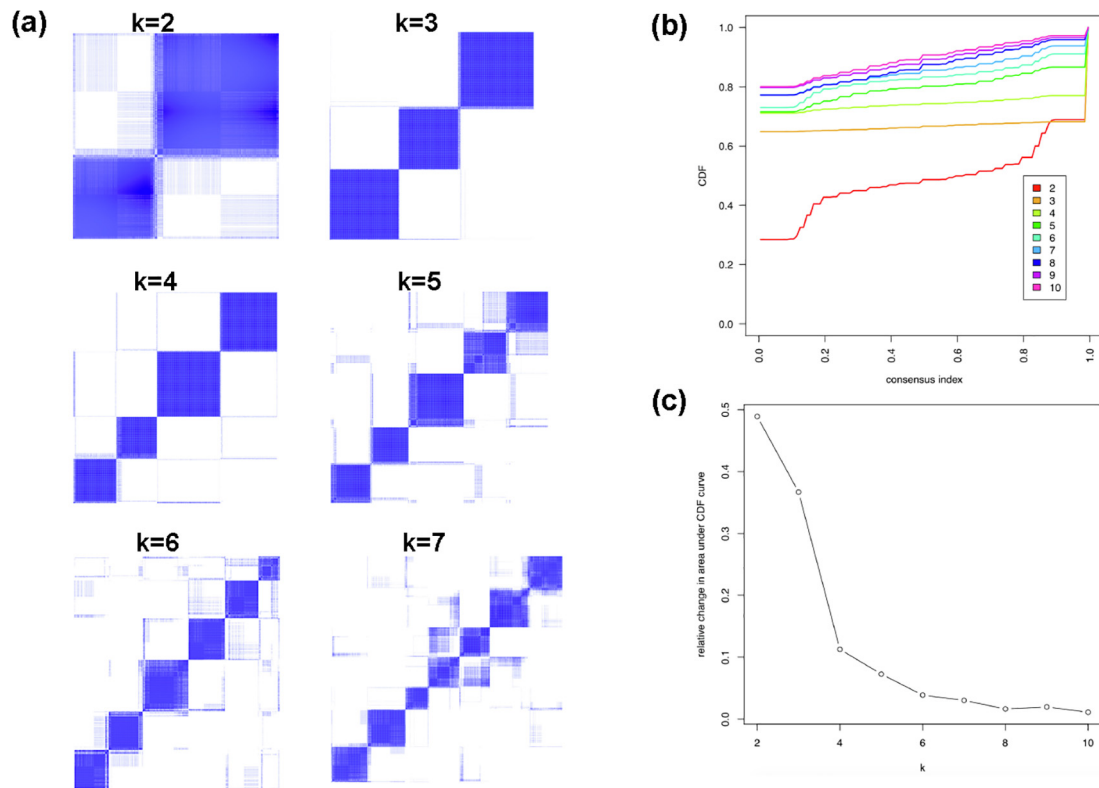 (a)
k=2
k=3
k=4
k=5
k=6
k=7
(b)
1.0
0.8
0.6
0.4
0.2
0.0
CDF
0.0
0.2
0.4
0.6
0.8
1.0
consensus index
2
3
4
5
6
7
8
9
10
(c)
0.5
0.4
0.3
0.2
0.1
0.0
relative change in area under CDF curve
2
4
6
8
10
k